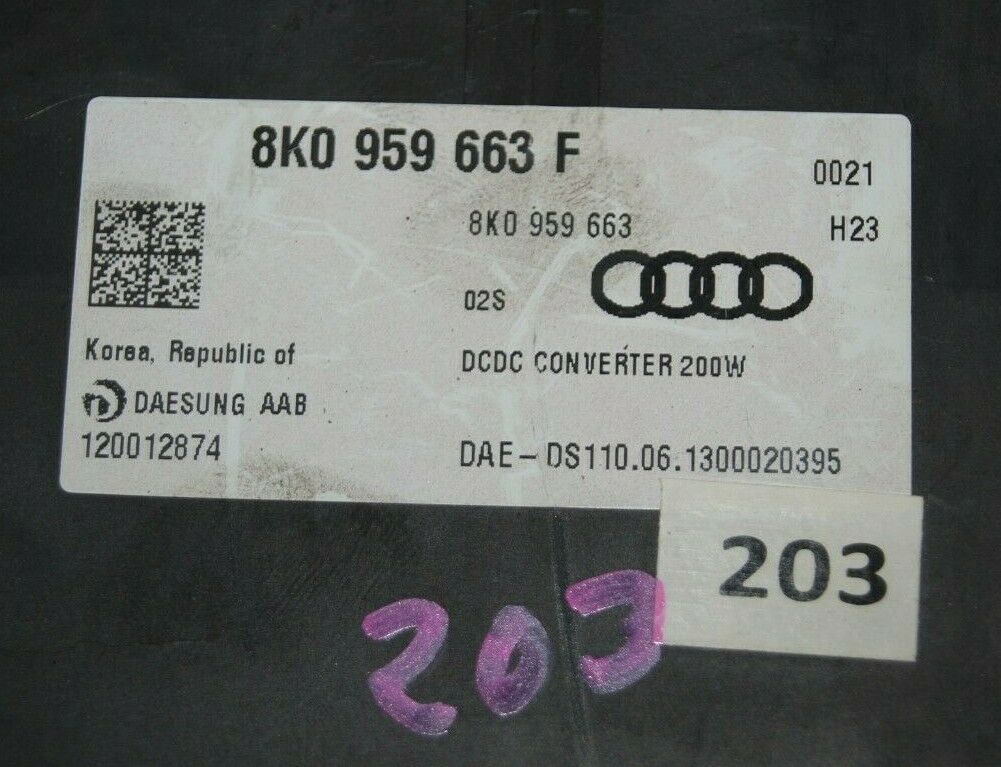 8K0 959 663 F
0021
8K0 959 663
H23
02S
Korea, Republic of
DCDC CONVERTER 200W
DAESUNG AAB
120012874
DAE-DS110.06.1300020395
203
203